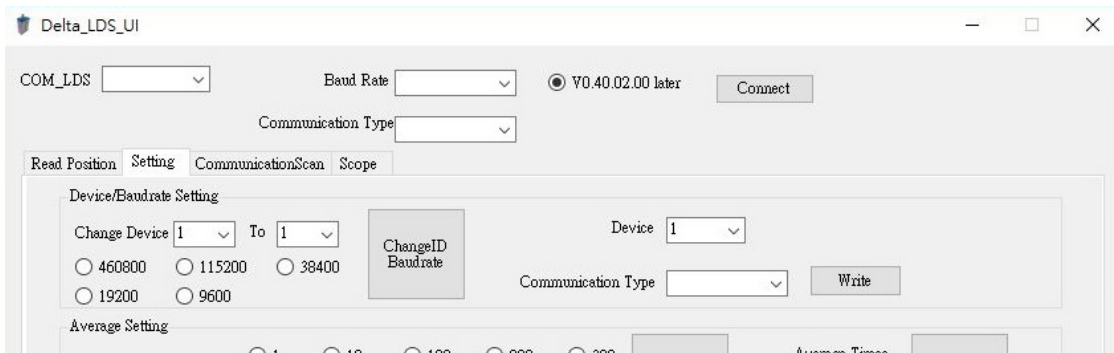 Delta_LDS_UI
COM_LDS
Baud Rate
V0.40.02.00 later
Connect
Communication Type
Read Position
Setting
CommunicationScan
Scope
Device/Baudrate Setting
Change Device 1 To 1
ChangeID
Baudrate
460800
115200
38400
19200
9600
Device 1
Communication Type
Write
Average Setting